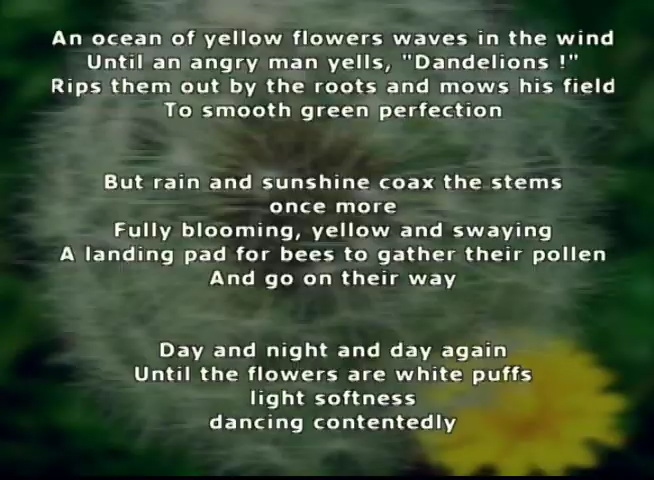 An ocean of yellow flowers waves in the wind
Until an angry man yells, "Dandelions !"
Rips them out by the roots and mows his field
To smooth green perfection
But rain and sunshine coax the stems
once more
Fully blooming, yellow and swaying
A landing pad for bees to gather their pollen
And go on their way
Day and night and day again
Until the flowers are white puffs
light softness
dancing contentedly